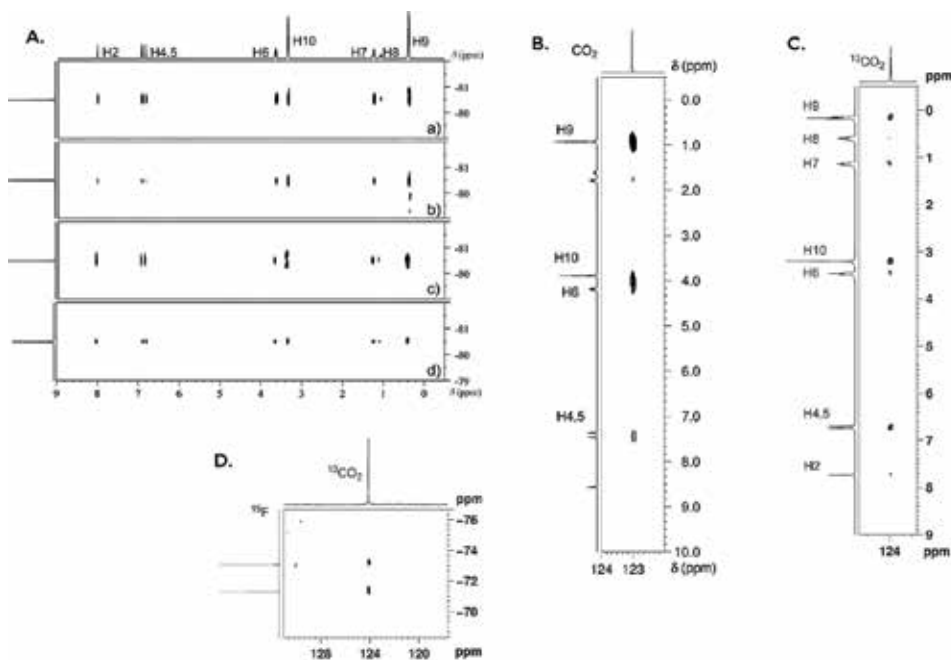 A.
H2 H4,5 H6 H10 H7 H8 H9 δ (ppm)
-81
-80
a)
-81
-80
b)
-81
-80
c)
-81
-80
-79
d)
9 8 7 6 5 4 3 2 1 0 δ (ppm)
B.
CO2
δ (ppm)
0.0
H9
1.0
2.0
3.0
H10
4.0
H6
5.0
6.0
7.0
H4,5
8.0
9.0
10.0
124 123 δ (ppm)
C.
13CO2
ppm
H9
0
H8
1
H7
2
H10
3
H6
4
5
6
H4,5
7
H2
8
9
124
ppm
D.
13CO2
19F
ppm
-76
-74
-72
-70
128 124 120 ppm